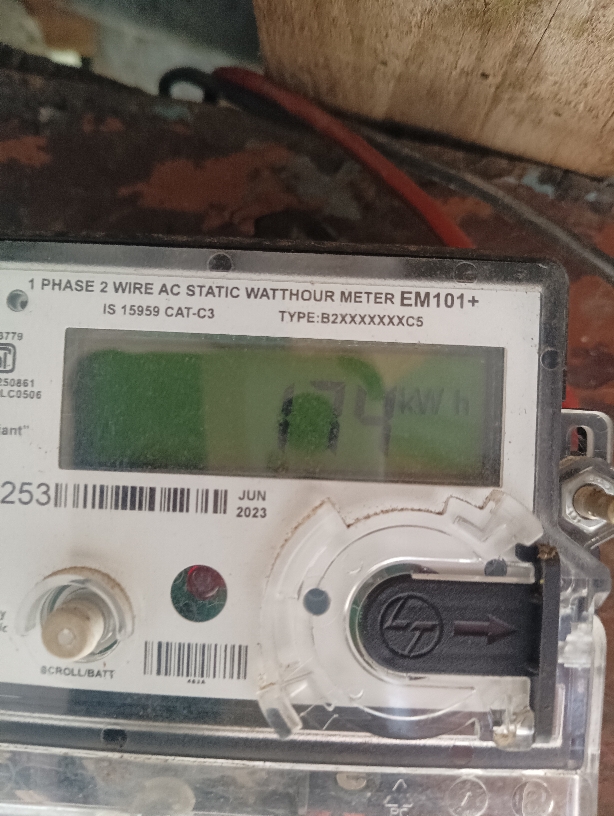 1 PHASE 2 WIRE AC STATIC WATTHOUR METER EM101+
IS 15959 CAT-C3 TYPE:B2XXXXXXXC5
174 kWh
253
JUN
2023
SCROLL/BATT
LT